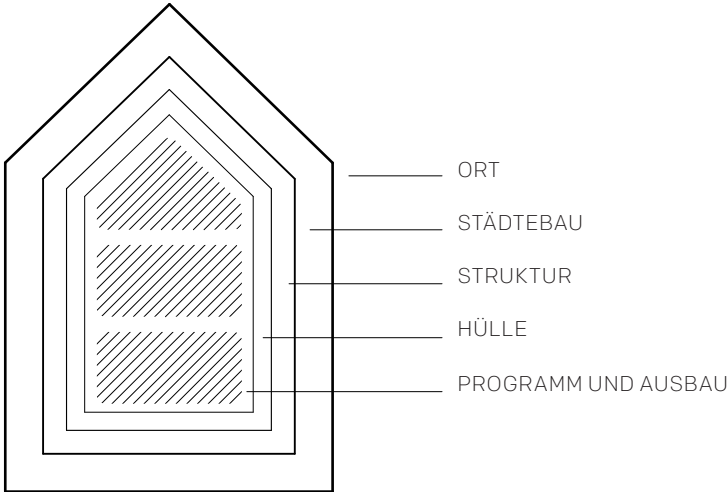 ORT
STÄDTEBAU
STRUKTUR
HÜLLE
PROGRAMM UND AUSBAU